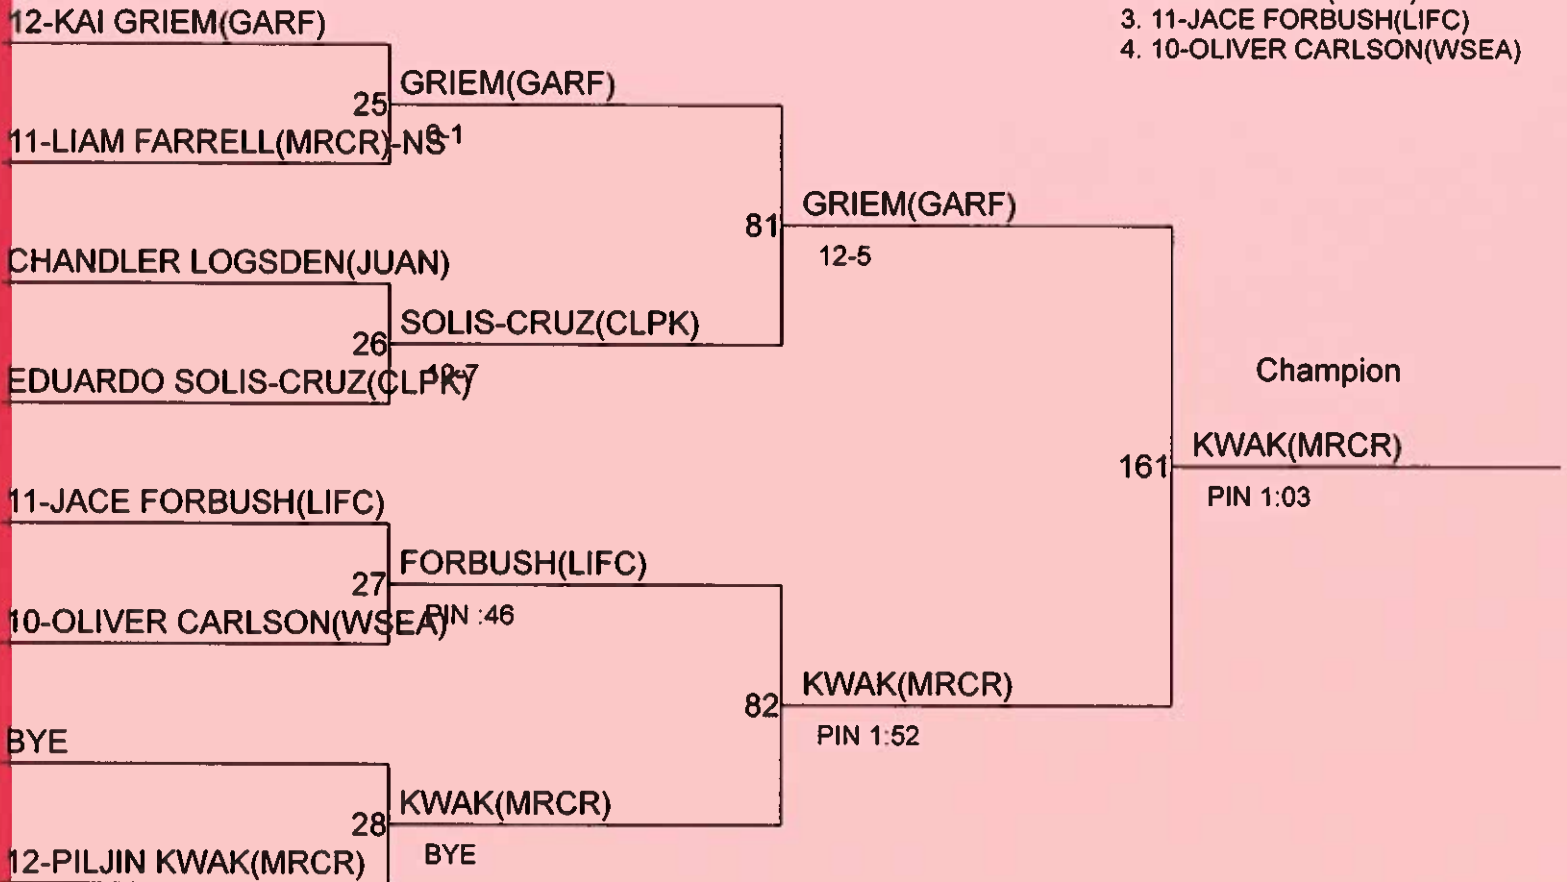 12-KAI GRIEM(GARF)
3. 11-JACE FORBUSH(LIFC)
4. 10-OLIVER CARLSON(WSEA)
25
GRIEM(GARF)
11-LIAM FARRELL(MRCR)-NS
81
GRIEM(GARF)
12-5
CHANDLER LOGSDEN(JUAN)
26
SOLIS-CRUZ(CLPK)
EDUARDO SOLIS-CRUZ(CLPK)
Champion
161
KWAK(MRCR)
PIN 1:03
11-JACE FORBUSH(LIFC)
27
FORBUSH(LIFC)
PIN :46
10-OLIVER CARLSON(WSEA)
82
KWAK(MRCR)
PIN 1:52
BYE
28
KWAK(MRCR)
BYE
12-PILJIN KWAK(MRCR)